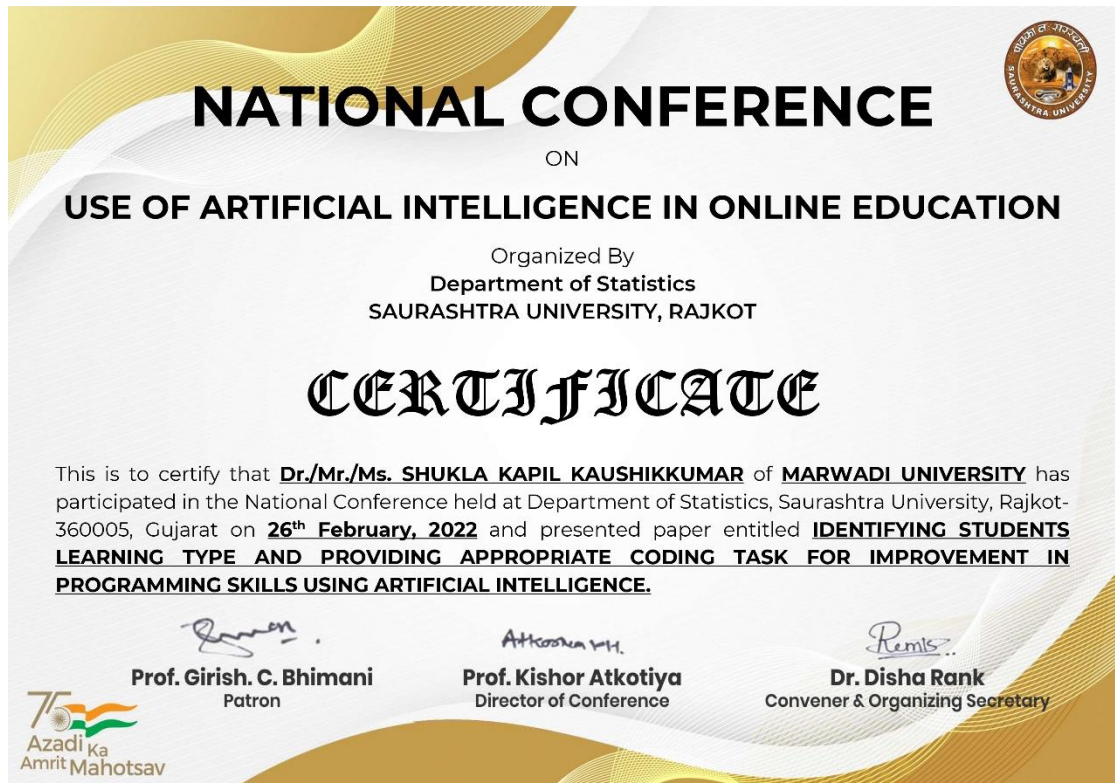 पावका नः सरस्वती
SAURASHTRA UNIVERSITY
NATIONAL CONFERENCE
ON
USE OF ARTIFICIAL INTELLIGENCE IN ONLINE EDUCATION
Organized By
Department of Statistics
SAURASHTRA UNIVERSITY, RAJKOT
CERTIFICATE
This is to certify that Dr./Mr./Ms. SHUKLA KAPIL KAUSHIKKUMAR of MARWADI UNIVERSITY has
participated in the National Conference held at Department of Statistics, Saurashtra University, Rajkot-
360005, Gujarat on 26th February, 2022 and presented paper entitled IDENTIFYING STUDENTS
LEARNING TYPE AND PROVIDING APPROPRIATE CODING TASK FOR IMPROVEMENT IN
PROGRAMMING SKILLS USING ARTIFICIAL INTELLIGENCE.
Prof. Girish. C. Bhimani
Patron
Prof. Kishor Atkotiya
Director of Conference
Dr. Disha Rank
Convener & Organizing Secretary
75
Azadi Ka
Amrit Mahotsav